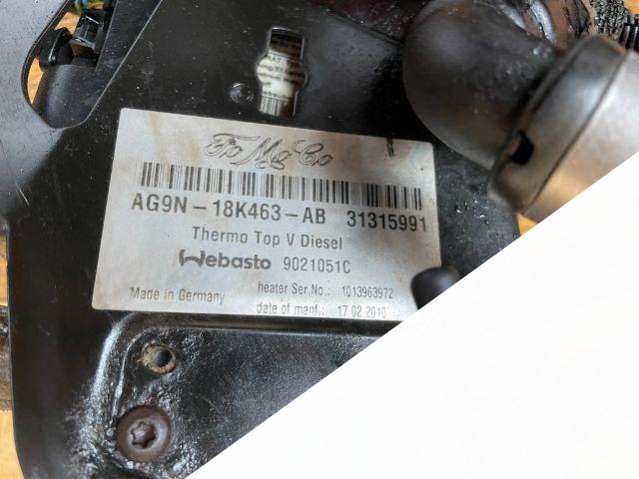 FoMoCo
AG9N-18K463-AB 31315991
Thermo Top V Diesel
Webasto 9021051C
heater Ser.No.: 1013963972
Made in Germany
date of manf.: 17.02.2010